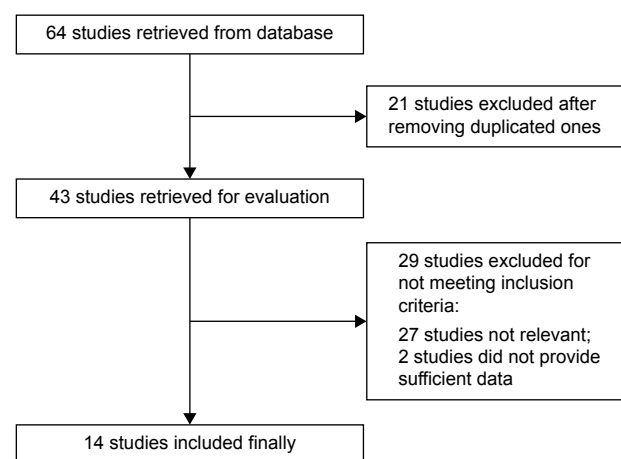 64 studies retrieved from database
21 studies excluded after
removing duplicated ones
43 studies retrieved for evaluation
29 studies excluded for
not meeting inclusion
criteria:
27 studies not relevant;
2 studies did not provide
sufficient data
14 studies included finally